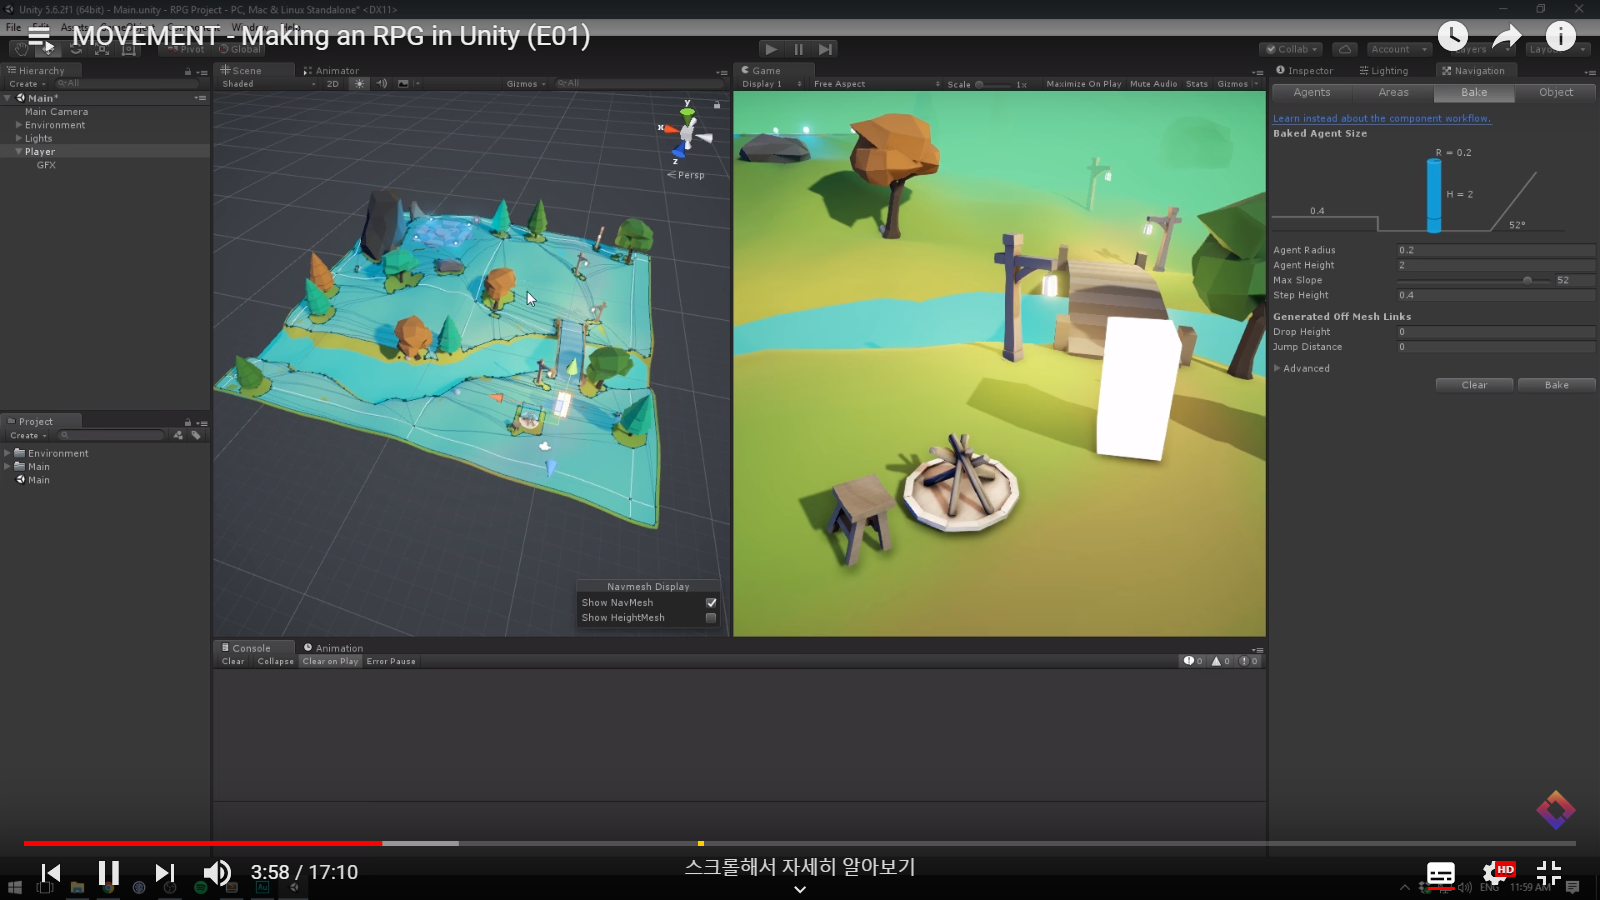 Unity 5.6.2f1 (64bit) - Main.unity - RPG Project - PC, Mac & Linux Standalone* <DX11>
MOVEMENT - Making an RPG in Unity (E01)
File Edit Assets
Pivot Global
Collab Account Layers Layout
Hierarchy
Create All
Main*
Main Camera
Environment
Lights
Player
GFX
Project
Create
Environment
Main
Main
Scene Animator
Shaded 2D Gizmos All
y
x
z
Persp
Navmesh Display
Show NavMesh
Show HeightMesh
Game
Display 1 Free Aspect Scale 1x Maximize On Play Mute Audio Stats Gizmos
Console Animation
Clear Collapse Clear on Play Error Pause
0 0 0
Inspector Lighting Navigation
Agents Areas Bake Object
Learn instead about the component workflow.
Baked Agent Size
R = 0.2
H = 2
0.4
52°
Agent Radius 0.2
Agent Height 2
Max Slope 52
Step Height 0.4
Generated Off Mesh Links
Drop Height 0
Jump Distance 0
Advanced
Clear Bake
3:58 / 17:10
스크롤해서 자세히 알아보기
HD
ENG 11:59 AM